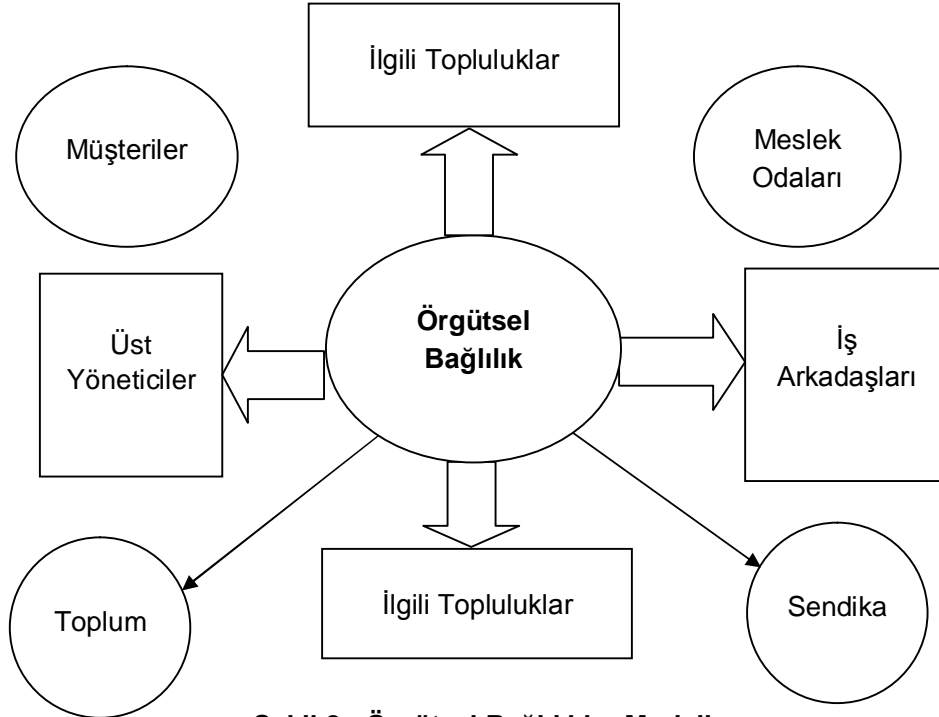 İlgili Topluluklar
Müşteriler
Meslek
Odaları
Örgütsel
Bağlılık
Üst
Yöneticiler
İş
Arkadaşları
Toplum
İlgili Topluluklar
Sendika